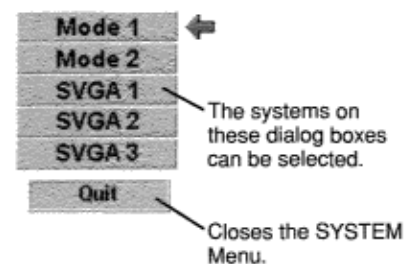 Mode 1
Mode 2
SVGA 1
SVGA 2
SVGA 3
The systems on
these dialog boxes
can be selected.
Quit
Closes the SYSTEM
Menu.